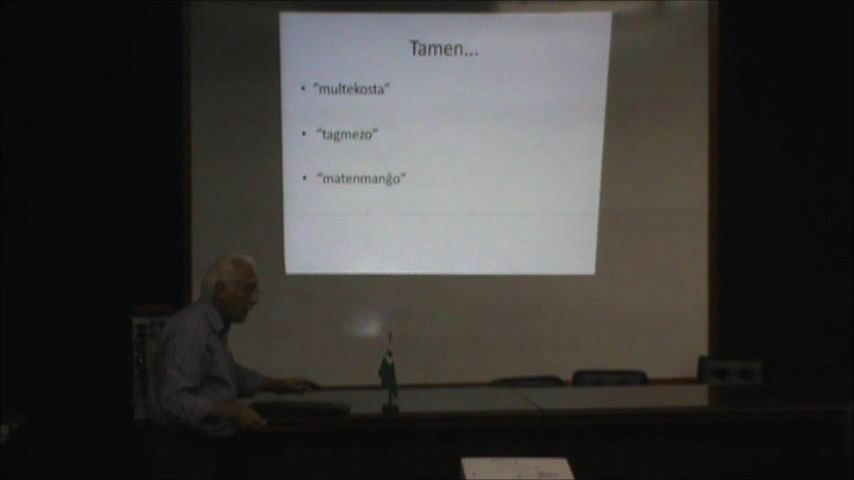 Tamen...
• "multekosta"
• "tagmezo"
• "matenmanĝo"